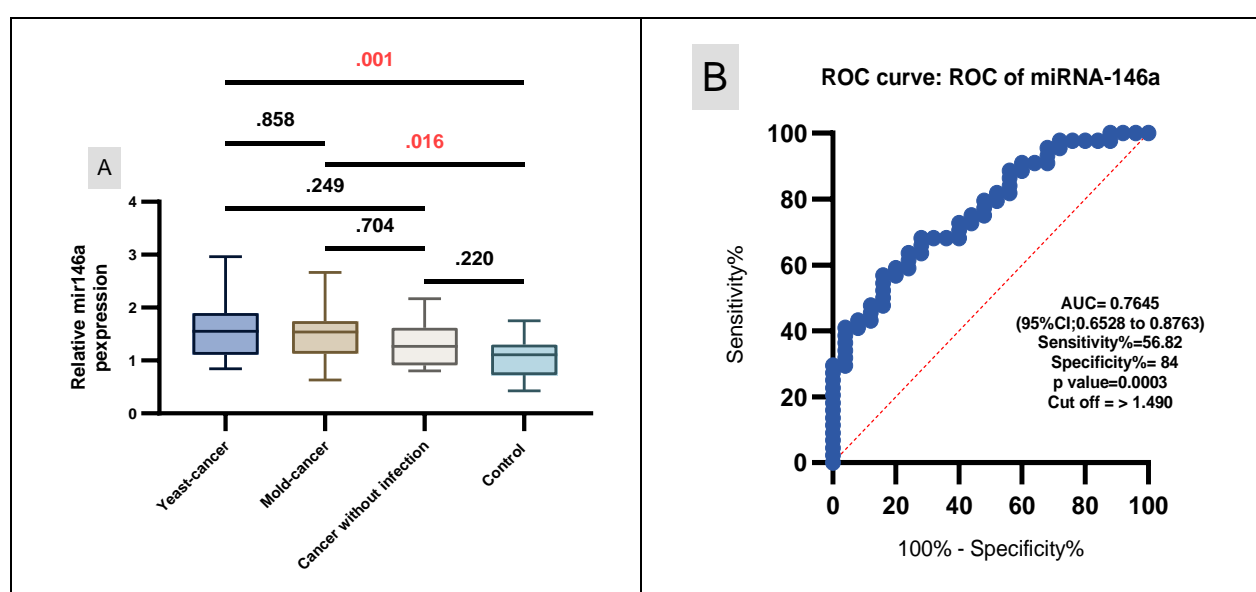 A
.001
.858
.016
.249
.704
.220
Relative mir146a
pexpression
4
3
2
1
0
Yeast-cancer
Mold-cancer
Cancer without infection
Control
B
ROC curve: ROC of miRNA-146a
Sensitivity%
100
80
60
40
20
0
AUC= 0.7645
(95%CI;0.6528 to 0.8763)
Sensitivity%=56.82
Specificity%= 84
p value=0.0003
Cut off = > 1.490
0 20 40 60 80 100
100% - Specificity%